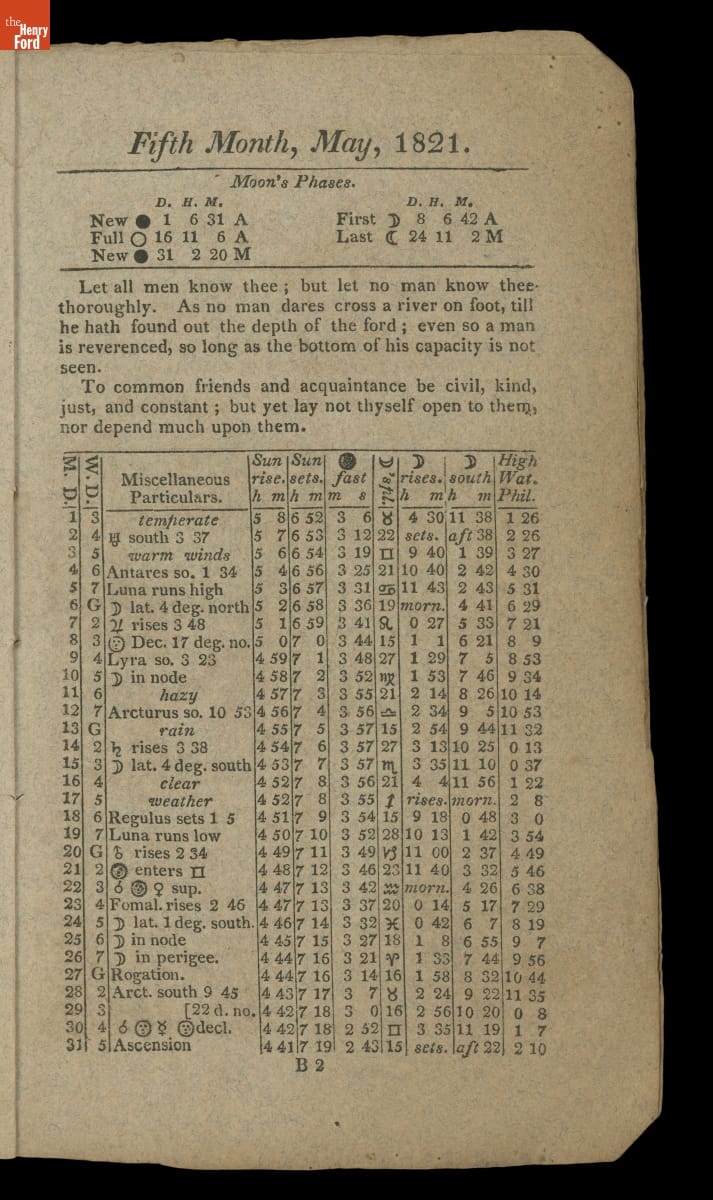 the
Henry
Ford
Fifth Month, May, 1821.
Moon's Phases.
D. H. M. D. H. M.
New ● 1 6 31 A First ☽ 8 6 42 A
Full ○ 16 11 6 A Last ☾ 24 11 2 M
New ● 31 2 20 M
Let all men know thee ; but let no man know thee
thoroughly. As no man dares cross a river on foot, till
he hath found out the depth of the ford ; even so a man
is reverenced, so long as the bottom of his capacity is not
seen.
To common friends and acquaintance be civil, kind,
just, and constant ; but yet lay not thyself open to them,
nor depend much upon them.
M. D. W. D. Miscellaneous Particulars. Sun rise. h m Sun sets. h m fast m s ☽ pl's. ☽ rises. h m ☽ south h m High Wat. Phil.
1 3 temperate 5 8 6 52 3 6 ♉ 4 30 11 38 1 26
2 4 ♅ south 3 37 5 7 6 53 3 12 22 sets. aft 38 2 26
3 5 warm winds 5 6 6 54 3 19 ♊ 9 40 1 39 3 27
4 6 Antares so. 1 34 5 4 6 56 3 25 21 10 40 2 42 4 30
5 7 Luna runs high 5 3 6 57 3 31 ♋ 11 43 2 43 5 31
6 G ☽ lat. 4 deg. north 5 2 6 58 3 36 19 morn. 4 41 6 29
7 2 ♃ rises 3 48 5 1 6 59 3 41 ♌ 0 27 5 33 7 21
8 3 ☉ Dec. 17 deg. no. 5 0 7 0 3 44 15 1 1 6 21 8 9
9 4 Lyra so. 3 23 4 59 7 1 3 48 27 1 29 7 5 8 53
10 5 ☽ in node 4 58 7 2 3 52 ♍ 1 53 7 46 9 34
11 6 hazy 4 57 7 3 3 55 21 2 14 8 26 10 14
12 7 Arcturus so. 10 53 4 56 7 4 3 56 ♎ 2 34 9 5 10 53
13 G rain 4 55 7 5 3 57 15 2 54 9 44 11 32
14 2 ♄ rises 3 38 4 54 7 6 3 57 27 3 13 10 25 0 13
15 3 ☽ lat. 4 deg. south 4 53 7 7 3 57 ♏ 3 35 11 10 0 37
16 4 clear 4 52 7 8 3 56 21 4 4 11 56 1 22
17 5 weather 4 52 7 8 3 55 ♐ rises. morn. 2 8
18 6 Regulus sets 1 5 4 51 7 9 3 54 15 9 18 0 48 3 0
19 7 Luna runs low 4 50 7 10 3 52 28 10 13 1 42 3 54
20 G ♂ rises 2 34 4 49 7 11 3 49 ♑ 11 00 2 37 4 49
21 2 ☉ enters ♊ 4 48 7 12 3 46 23 11 40 3 32 5 46
22 3 ☌ ☉ ♀ sup. 4 47 7 13 3 42 ♒ morn. 4 26 6 38
23 4 Fomal. rises 2 46 4 47 7 13 3 37 20 0 14 5 17 7 29
24 5 ☽ lat. 1 deg. south. 4 46 7 14 3 32 ♓ 0 42 6 7 8 19
25 6 ☽ in node 4 45 7 15 3 27 18 1 8 6 55 9 7
26 7 ☽ in perigee. 4 44 7 16 3 21 ♈ 1 33 7 44 9 56
27 G Rogation. 4 44 7 16 3 14 16 1 58 8 32 10 44
28 2 Arct. south 9 45 4 43 7 17 3 7 ♉ 2 24 9 22 11 35
29 3 [22 d. no. 4 42 7 18 3 0 16 2 56 10 20 0 8
30 4 ☌ ☉ ☿ ☉decl. 4 42 7 18 2 52 ♊ 3 35 11 19 1 7
31 5 Ascension 4 41 7 19 2 43 15 sets. aft 22 2 10
B 2